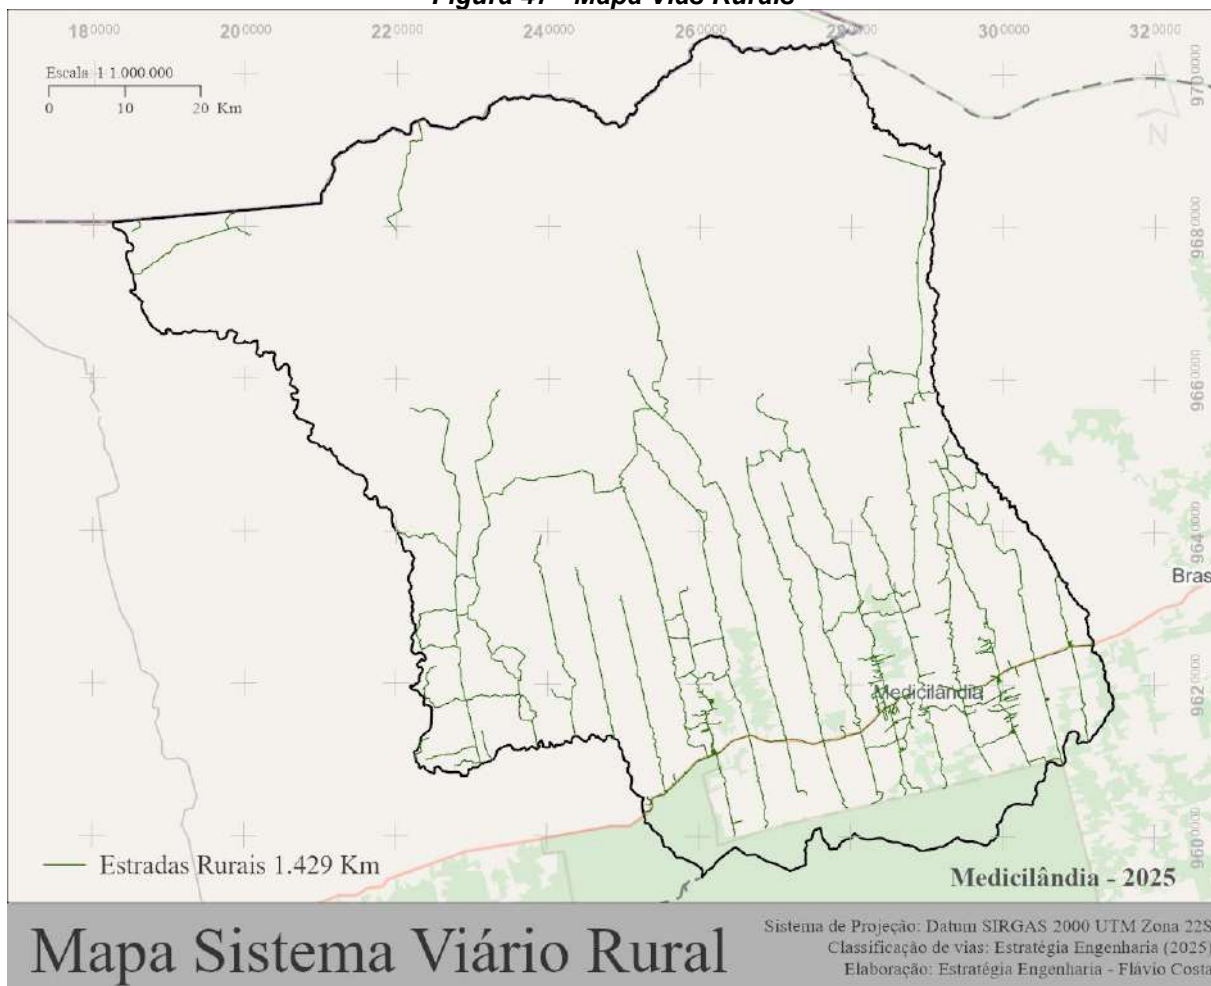 Figura 47 - Mapa Vias Rurais
180000 200000 220000 240000 260000 280000 300000 320000
Escala 1:1.000.000
0 10 20 Km
N
9700000
9680000
9660000
9640000
Bras
9620000
Medicilândia
9600000
Estradas Rurais 1.429 Km
Medicilândia - 2025
Mapa Sistema Viário Rural
Sistema de Projeção: Datum SIRGAS 2000 UTM Zona 22S
Classificação de vias: Estratégia Engenharia (2025)
Elaboração: Estratégia Engenharia - Flávio Costa